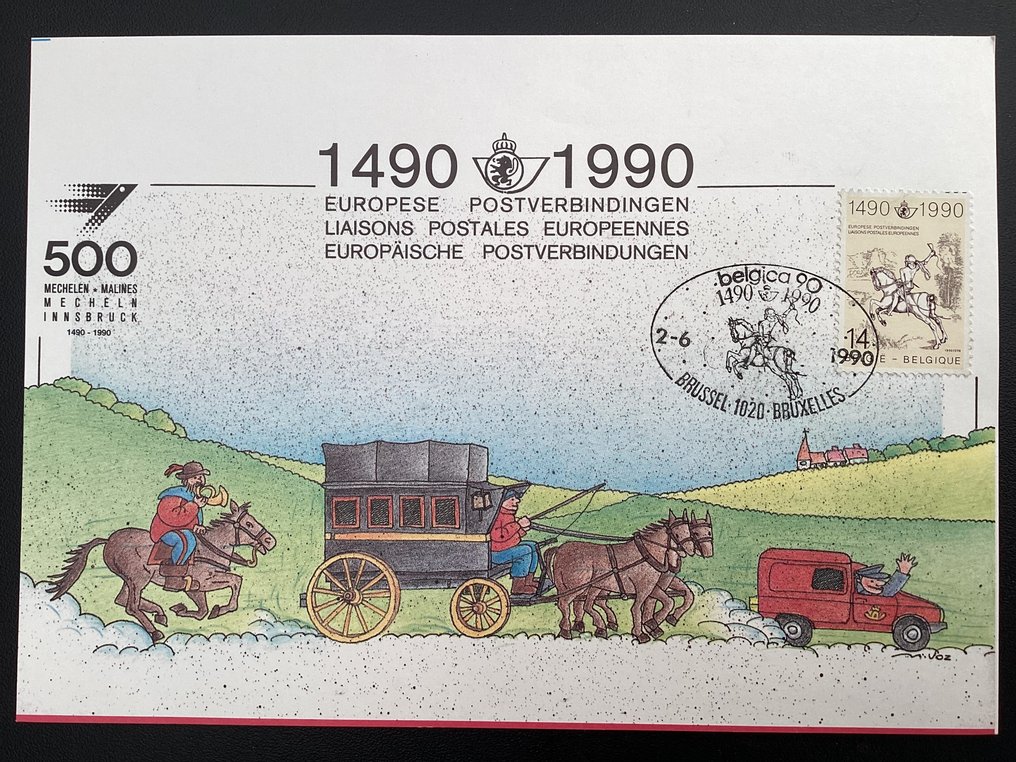 1490 1990
EUROPESE POSTVERBINDINGEN
LIAISONS POSTALES EUROPEENNES
EUROPÄISCHE POSTVERBINDUNGEN
500
MECHELEN • MALINES
MECHELN
INNSBRUCK
1490 - 1990
1490 1990
EUROPESE POSTVERBINDINGEN
LIAISONS POSTALES EUROPEENNES
14
E - BELGIQUE
belgica 90
1490 1990
2-6
1990
BRUSSEL · 1020 · BRUXELLES
VOZ